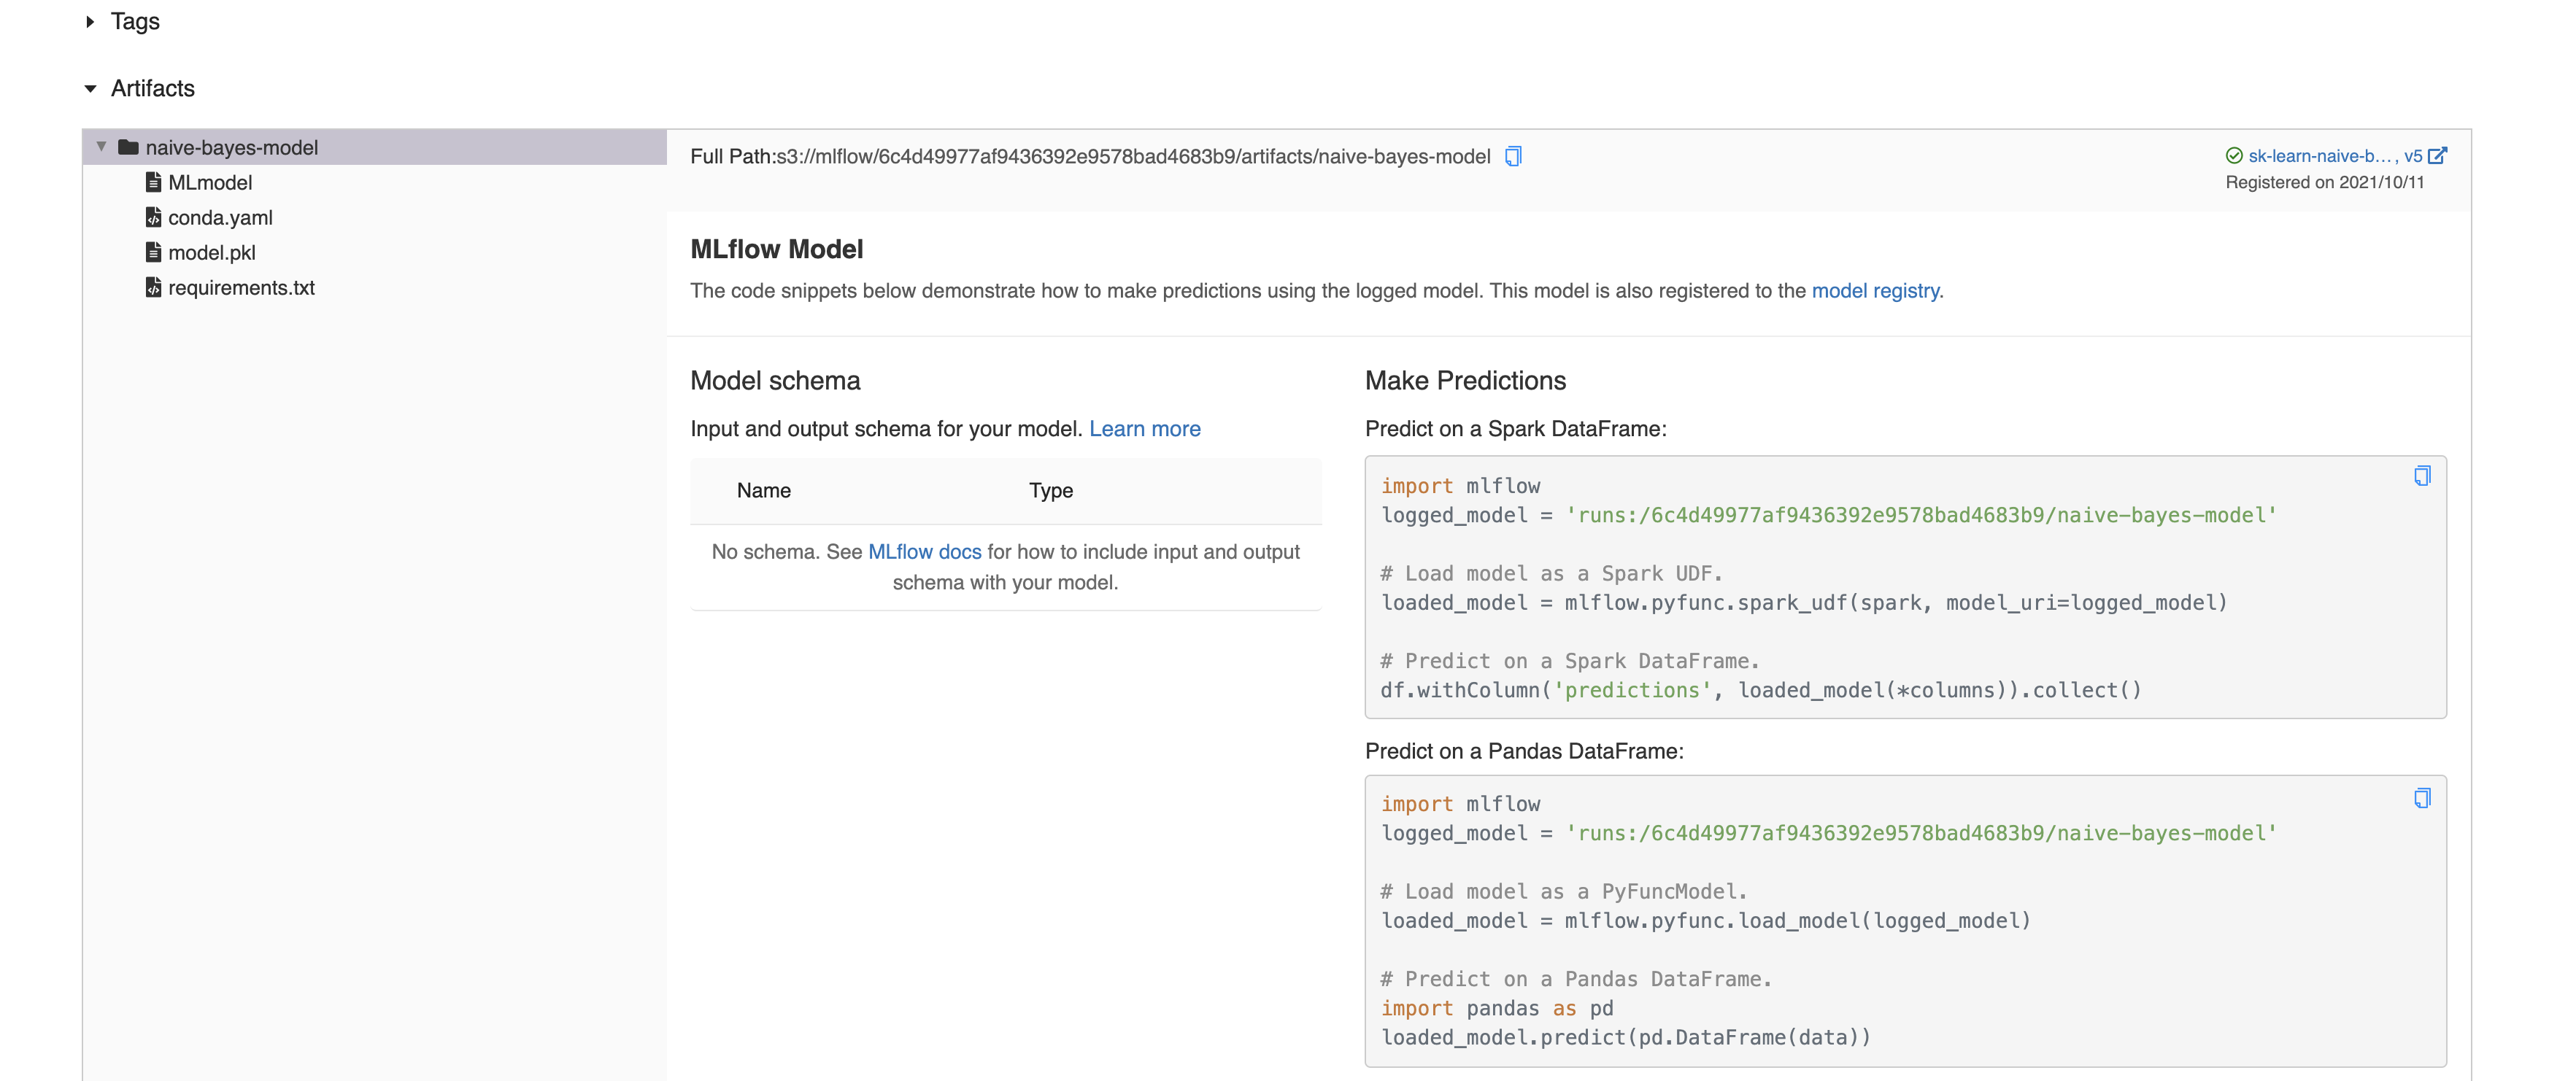 Tags
Artifacts
naive-bayes-model
MLmodel
conda.yaml
model.pkl
requirements.txt
Full Path:s3://mlflow/6c4d49977af9436392e9578bad4683b9/artifacts/naive-bayes-model
sk-learn-naive-b... , v5
Registered on 2021/10/11
MLflow Model
The code snippets below demonstrate how to make predictions using the logged model. This model is also registered to the model registry.
Model schema
Input and output schema for your model. Learn more
Name Type
No schema. See MLflow docs for how to include input and output
schema with your model.
Make Predictions
Predict on a Spark DataFrame:
import mlflow
logged_model = 'runs:/6c4d49977af9436392e9578bad4683b9/naive-bayes-model'
# Load model as a Spark UDF.
loaded_model = mlflow.pyfunc.spark_udf(spark, model_uri=logged_model)
# Predict on a Spark DataFrame.
df.withColumn('predictions', loaded_model(*columns)).collect()
Predict on a Pandas DataFrame:
import mlflow
logged_model = 'runs:/6c4d49977af9436392e9578bad4683b9/naive-bayes-model'
# Load model as a PyFuncModel.
loaded_model = mlflow.pyfunc.load_model(logged_model)
# Predict on a Pandas DataFrame.
import pandas as pd
loaded_model.predict(pd.DataFrame(data))